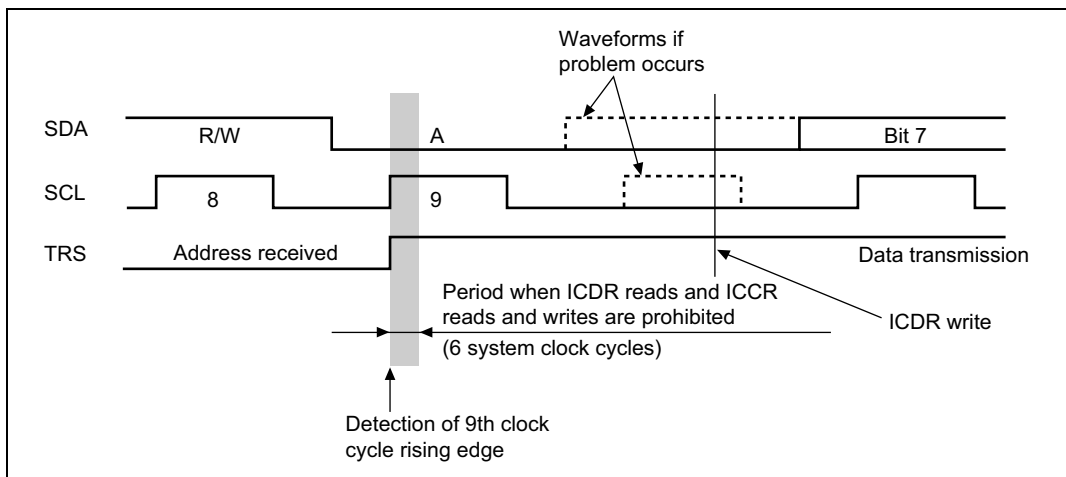 Waveforms if
problem occurs
SDA
R/W
A
Bit 7
SCL
8
9
TRS
Address received
Data transmission
Period when ICDR reads and ICCR
reads and writes are prohibited
(6 system clock cycles)
ICDR write
Detection of 9th clock
cycle rising edge